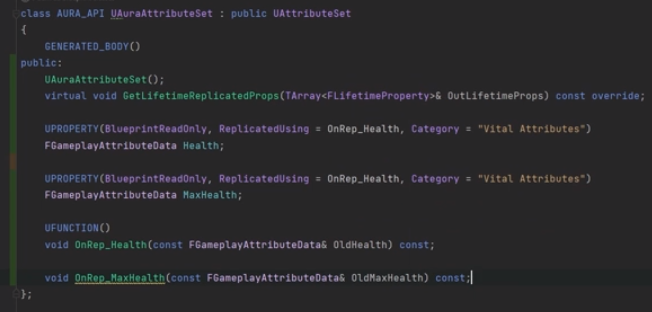 class AURA_API UAuraAttributeSet : public UAttributeSet
{
GENERATED_BODY()
public:
UAuraAttributeSet();
virtual void GetLifetimeReplicatedProps(TArray<FLifetimeProperty>& OutLifetimeProps) const override;
UPROPERTY(BlueprintReadOnly, ReplicatedUsing = OnRep_Health, Category = "Vital Attributes")
FGameplayAttributeData Health;
UPROPERTY(BlueprintReadOnly, ReplicatedUsing = OnRep_Health, Category = "Vital Attributes")
FGameplayAttributeData MaxHealth;
UFUNCTION()
void OnRep_Health(const FGameplayAttributeData& OldHealth) const;
void OnRep_MaxHealth(const FGameplayAttributeData& OldMaxHealth) const;
};